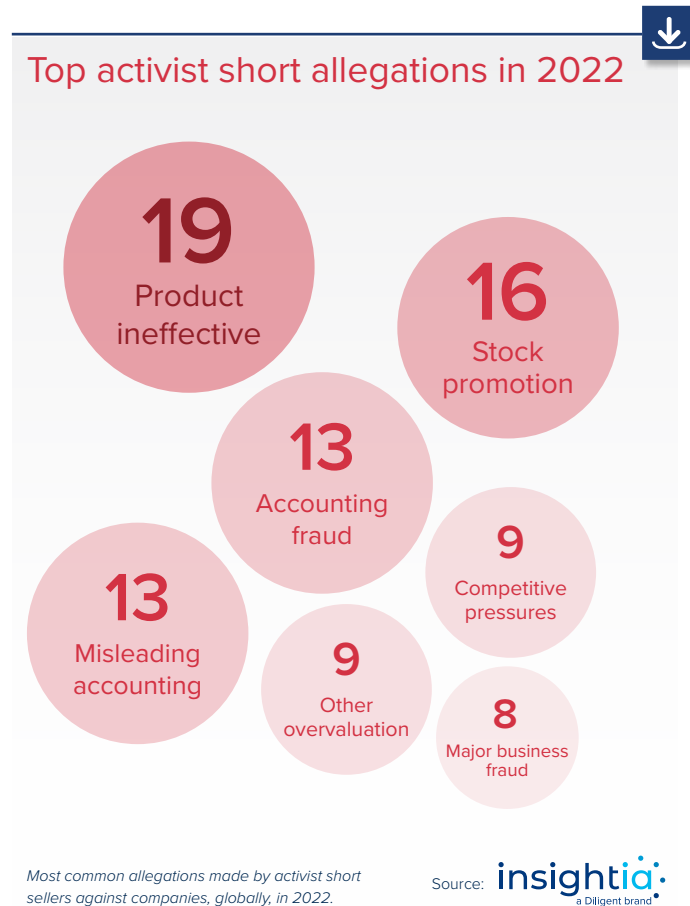 Top activist short allegations in 2022
19
Product
ineffective
16
Stock
promotion
13
Accounting
fraud
9
Competitive
pressures
13
Misleading
accounting
9
Other
overvaluation
8
Major business
fraud
Most common allegations made by activist short
sellers against companies, globally, in 2022.
Source: insightia
a Diligent brand